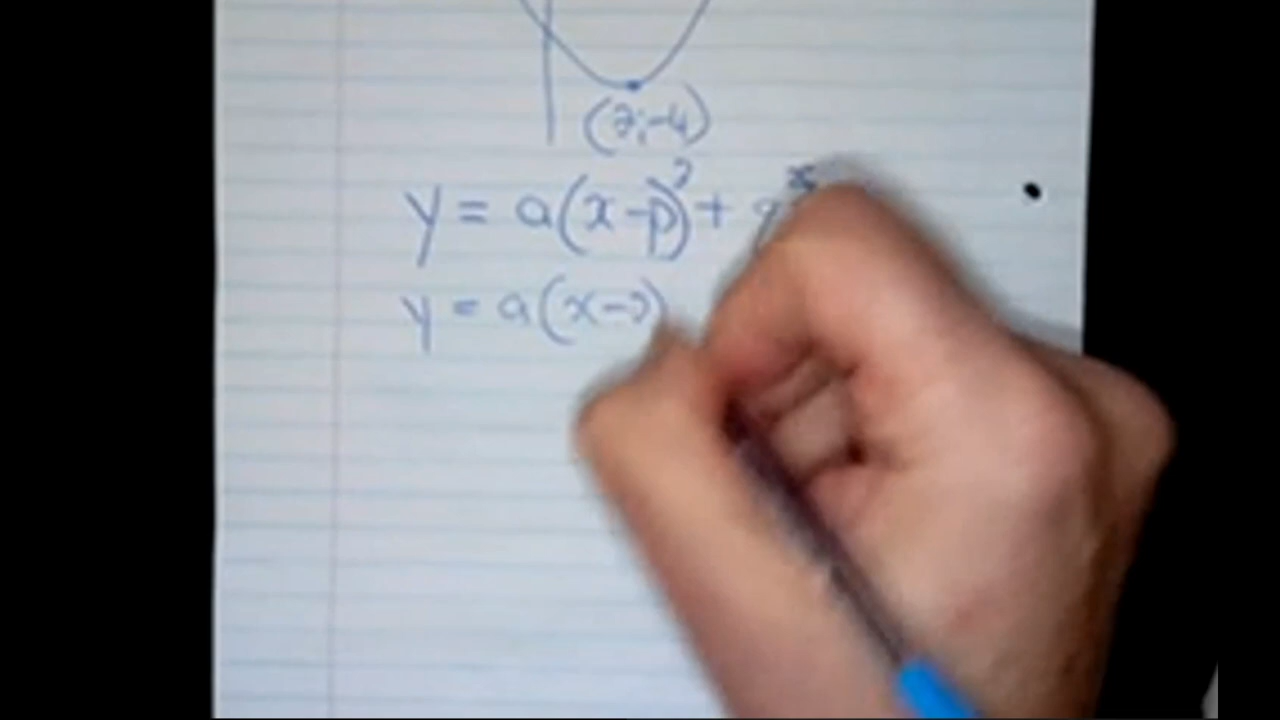 (2;-4)
y = a(x-p)² +
y = a(x-2)